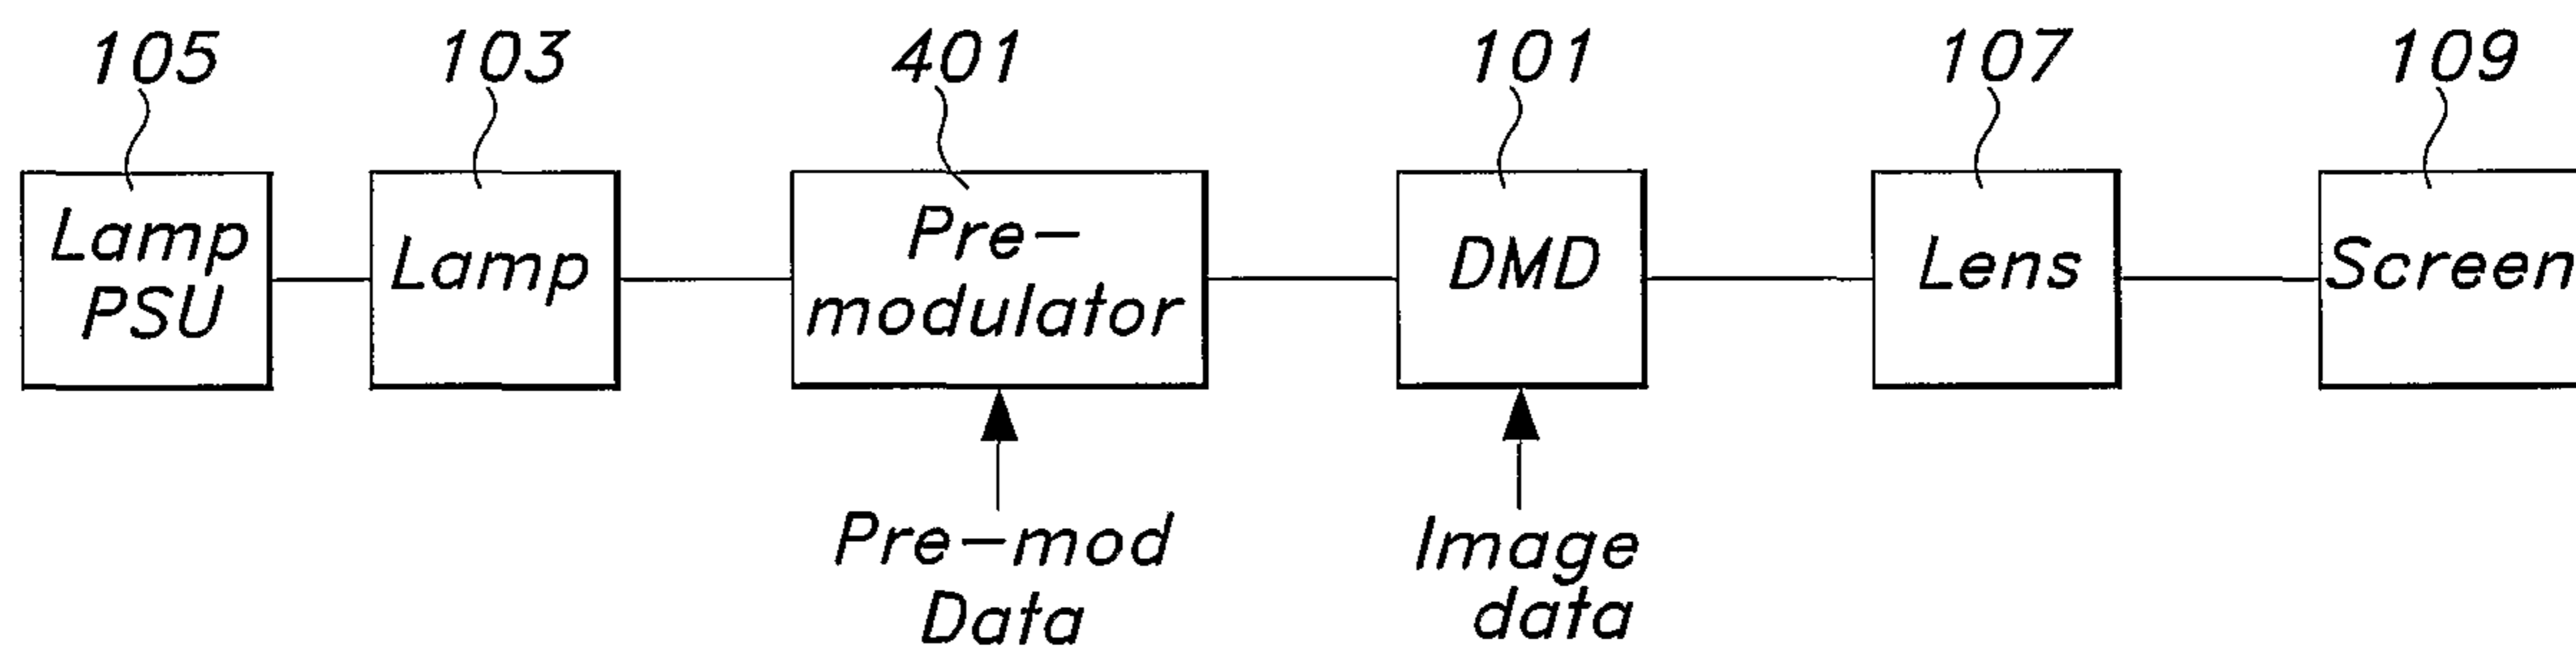 105
103
401
101
107
109
Lamp
PSU
Lamp
Pre-
modulator
DMD
Lens
Screen
Pre-mod
Data
Image
data